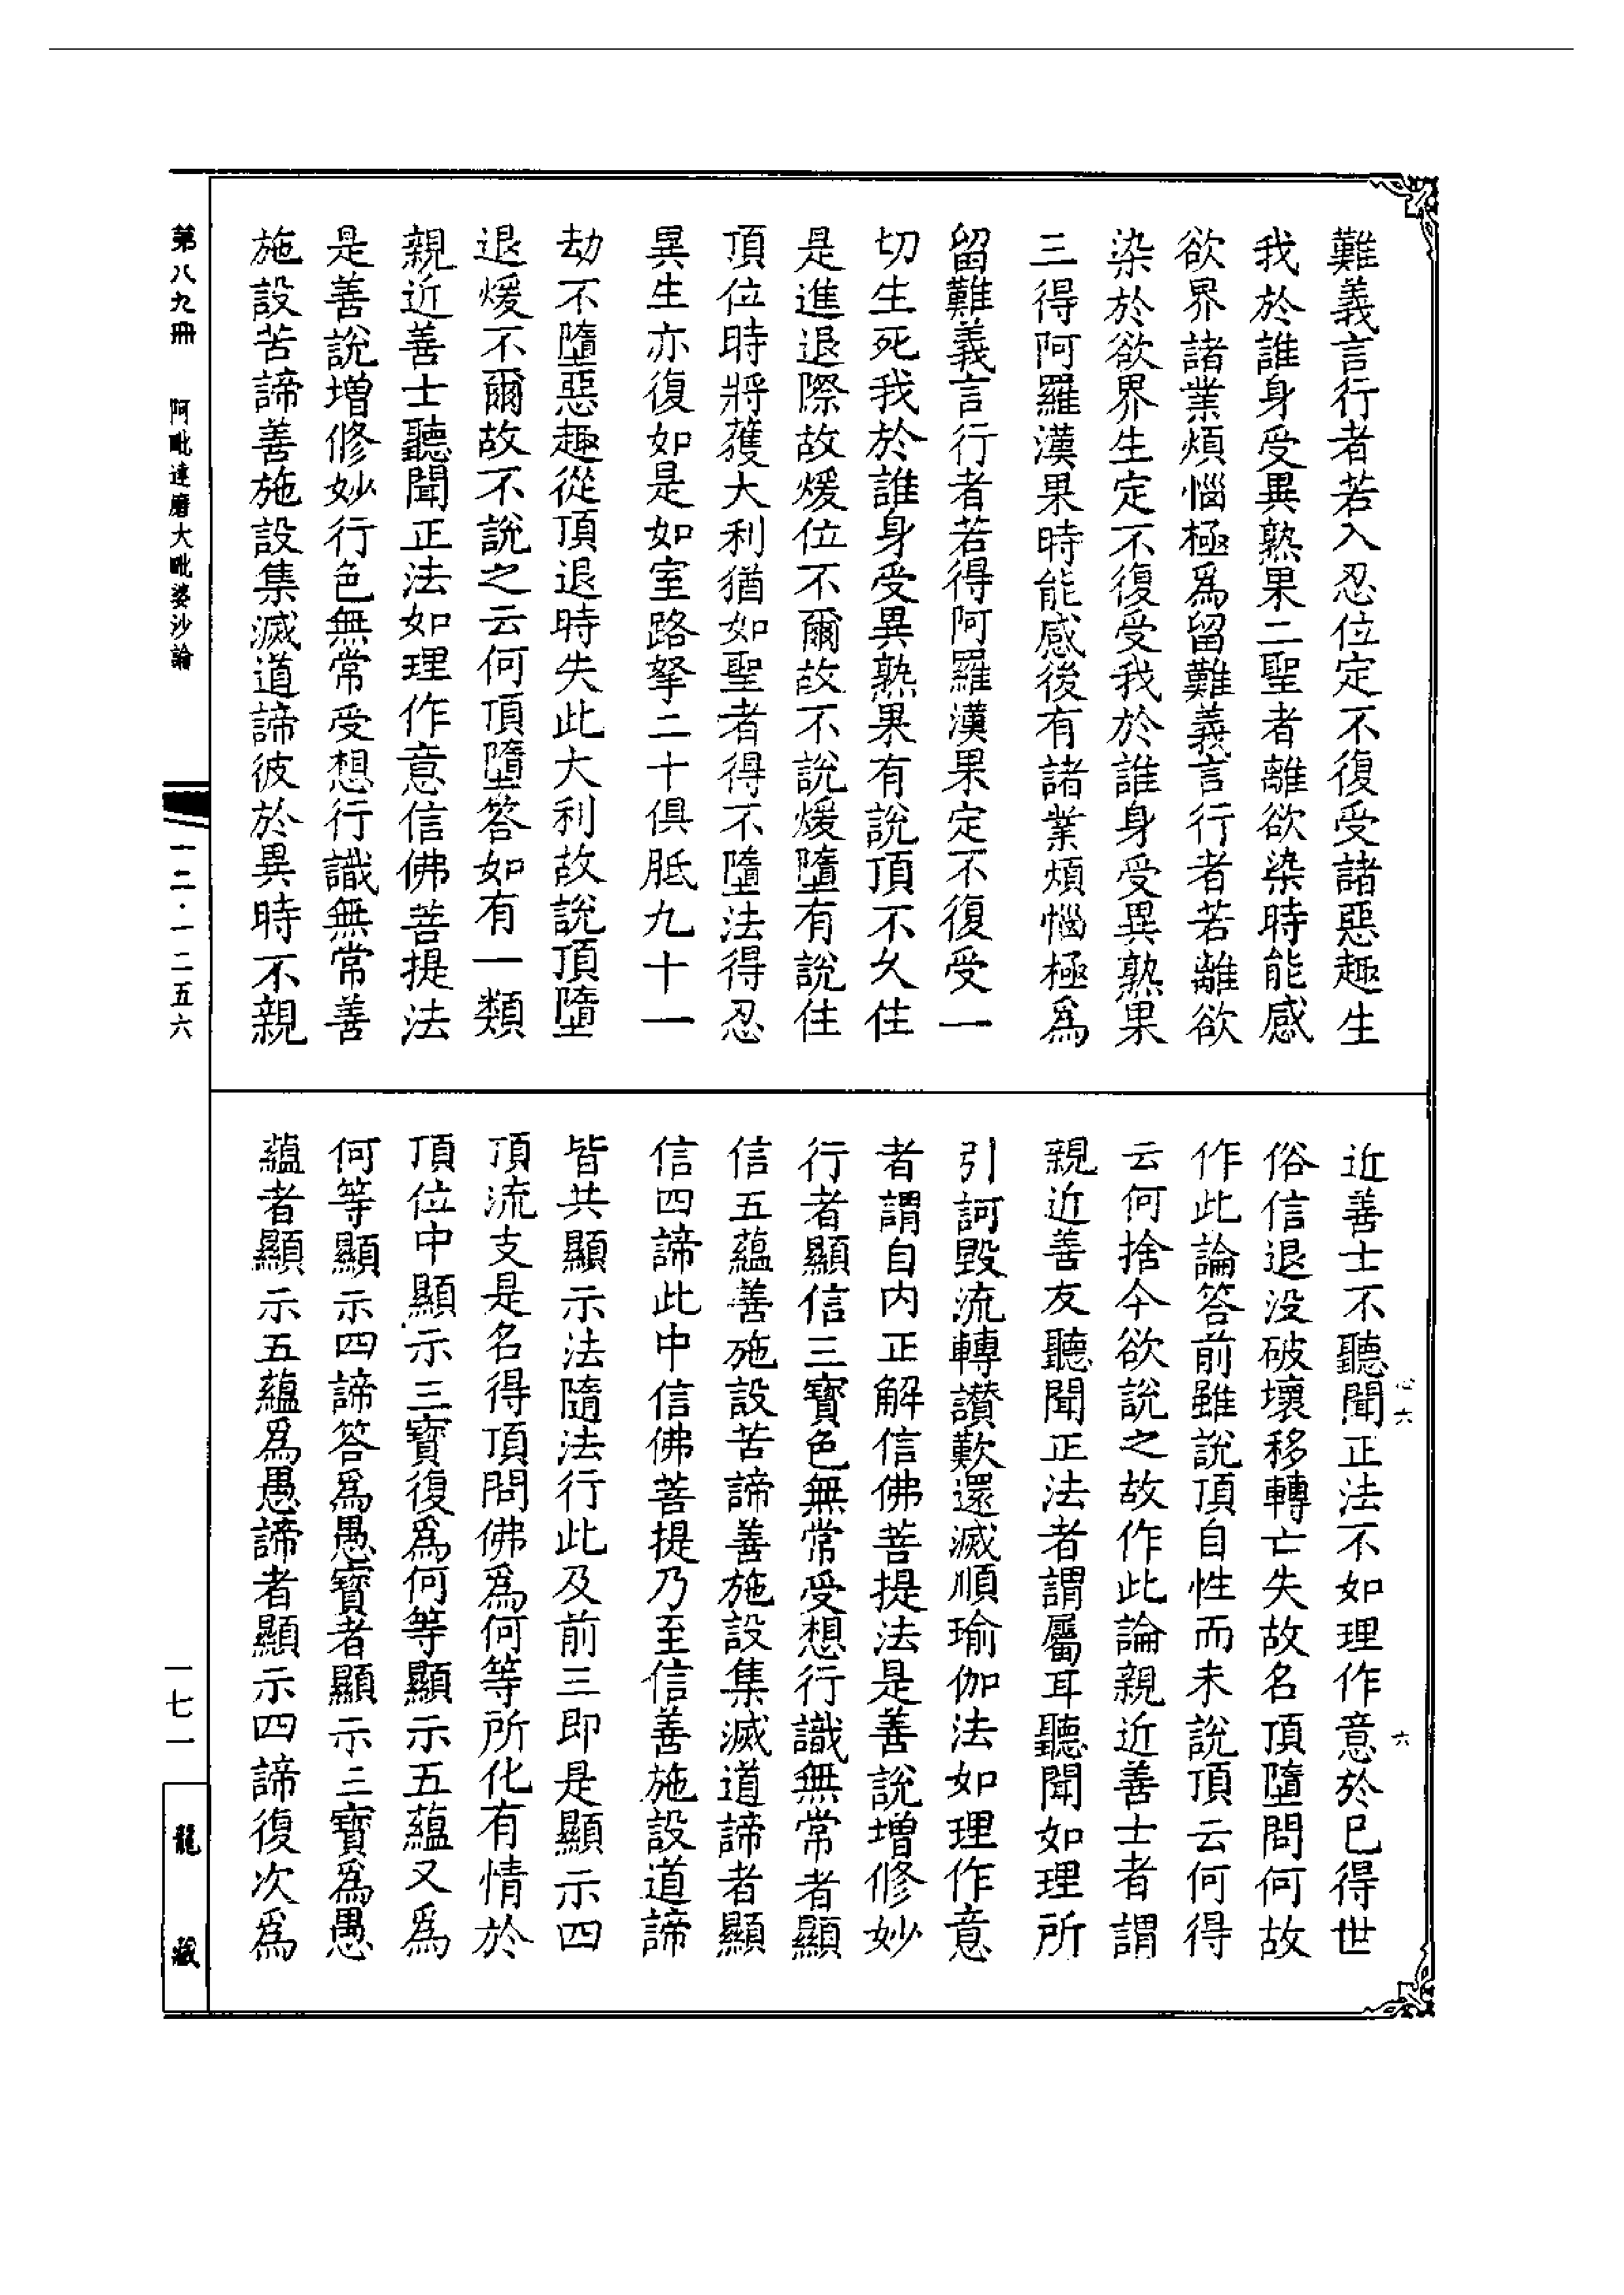 難義言行者若入忍位定不復受諸惡趣生
我於誰身受異熟果二聖者離欲染時能感
欲界諸業煩惱極爲留難義言行者若離欲
染於欲界生定不復受我於誰身受異熟果
三得阿羅漢果時能感後有諸業煩惱極爲
留難義言行者若得阿羅漢果定不復受一
切生死我於誰身受異熟果有說頂不久住
是進退際故煖位不爾故不說煖墮有說住
頂位時將獲大利猶如聖者得不墮法得忍
異生亦復如是如室路拏二十俱胝九十一
劫不墮惡趣從頂退時失此大利故說頂墮
退煖不爾故不說之云何頂墮答如有一類
親近善士聽聞正法如理作意信佛菩提法
是善說增修妙行色無常受想行識無常善
施設苦諦善施設集滅道諦彼於異時不親
近善士不聽聞正法不如理作意於已得世
俗信退没破壞移轉亡失故名頂墮問何故
作此論答前雖說頂自性而未說頂云何得
云何捨今欲說之故作此論親近善士者謂
親近善友聽聞正法者謂屬耳聽聞如理所
引訶毀流轉讚歎還滅順瑜伽法如理作意
者謂自内正解信佛菩提法是善說增修妙
行者顯信三寶色無常受想行識無常者顯
信五蘊善施設苦諦善施設集滅道諦者顯
信四諦此中信佛菩提乃至信善施設道諦
皆共顯示法隨法行此及前三即是顯示四
頂流支是名得頂問佛爲何等所化有情於
頂位中顯示三寶復爲何等顯示五蘊又爲
何等顯示四諦答爲愚寶者顯示三寶爲愚
蘊者顯示五蘊爲愚諦者顯示四諦復次爲
心六
六
第八九冊 阿毗達磨大毗婆沙論
一二·一二五六
一七一
龍藏